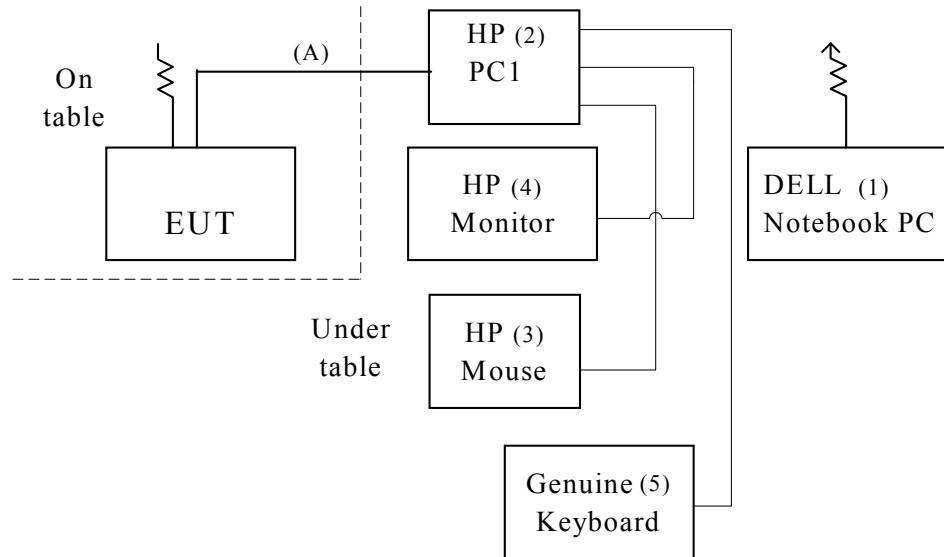 On
table
(A)
EUT
HP (2)
PC1
HP (4)
Monitor
DELL (1)
Notebook PC
Under
table
HP (3)
Mouse
Genuine (5)
Keyboard